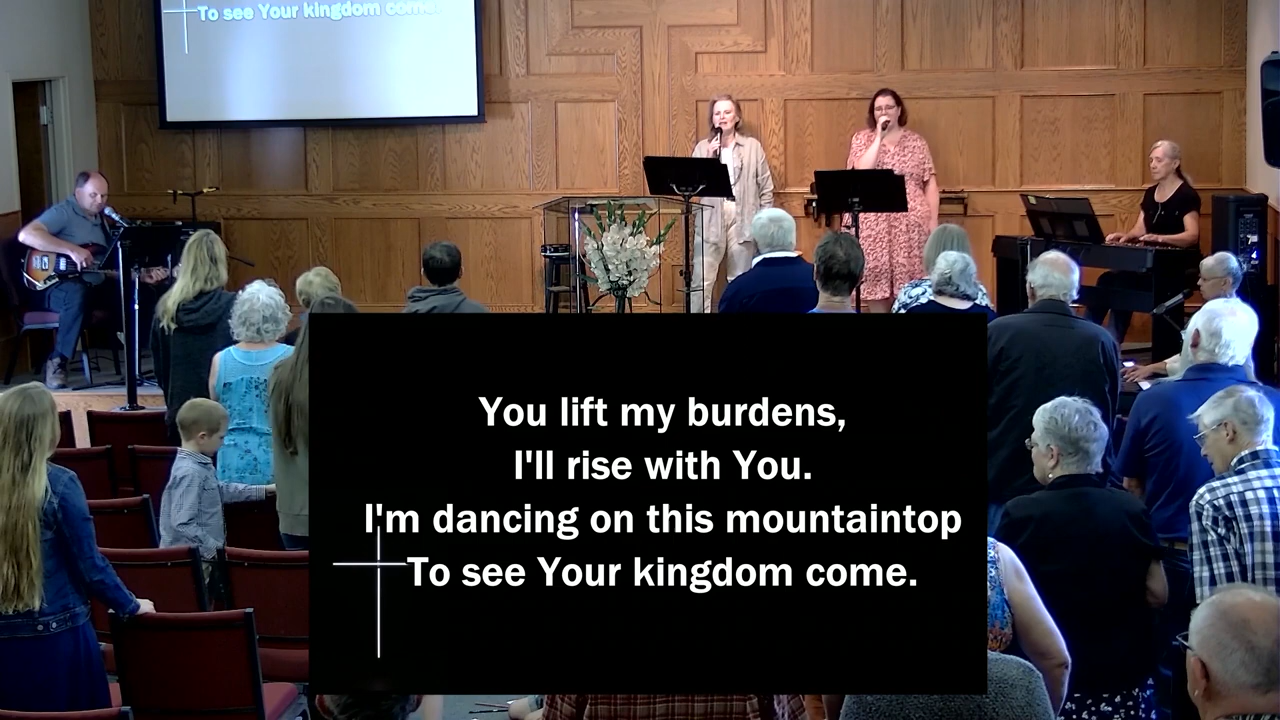 To see Your kingdom come.
You lift my burdens,
I'll rise with You.
I'm dancing on this mountaintop
To see Your kingdom come.